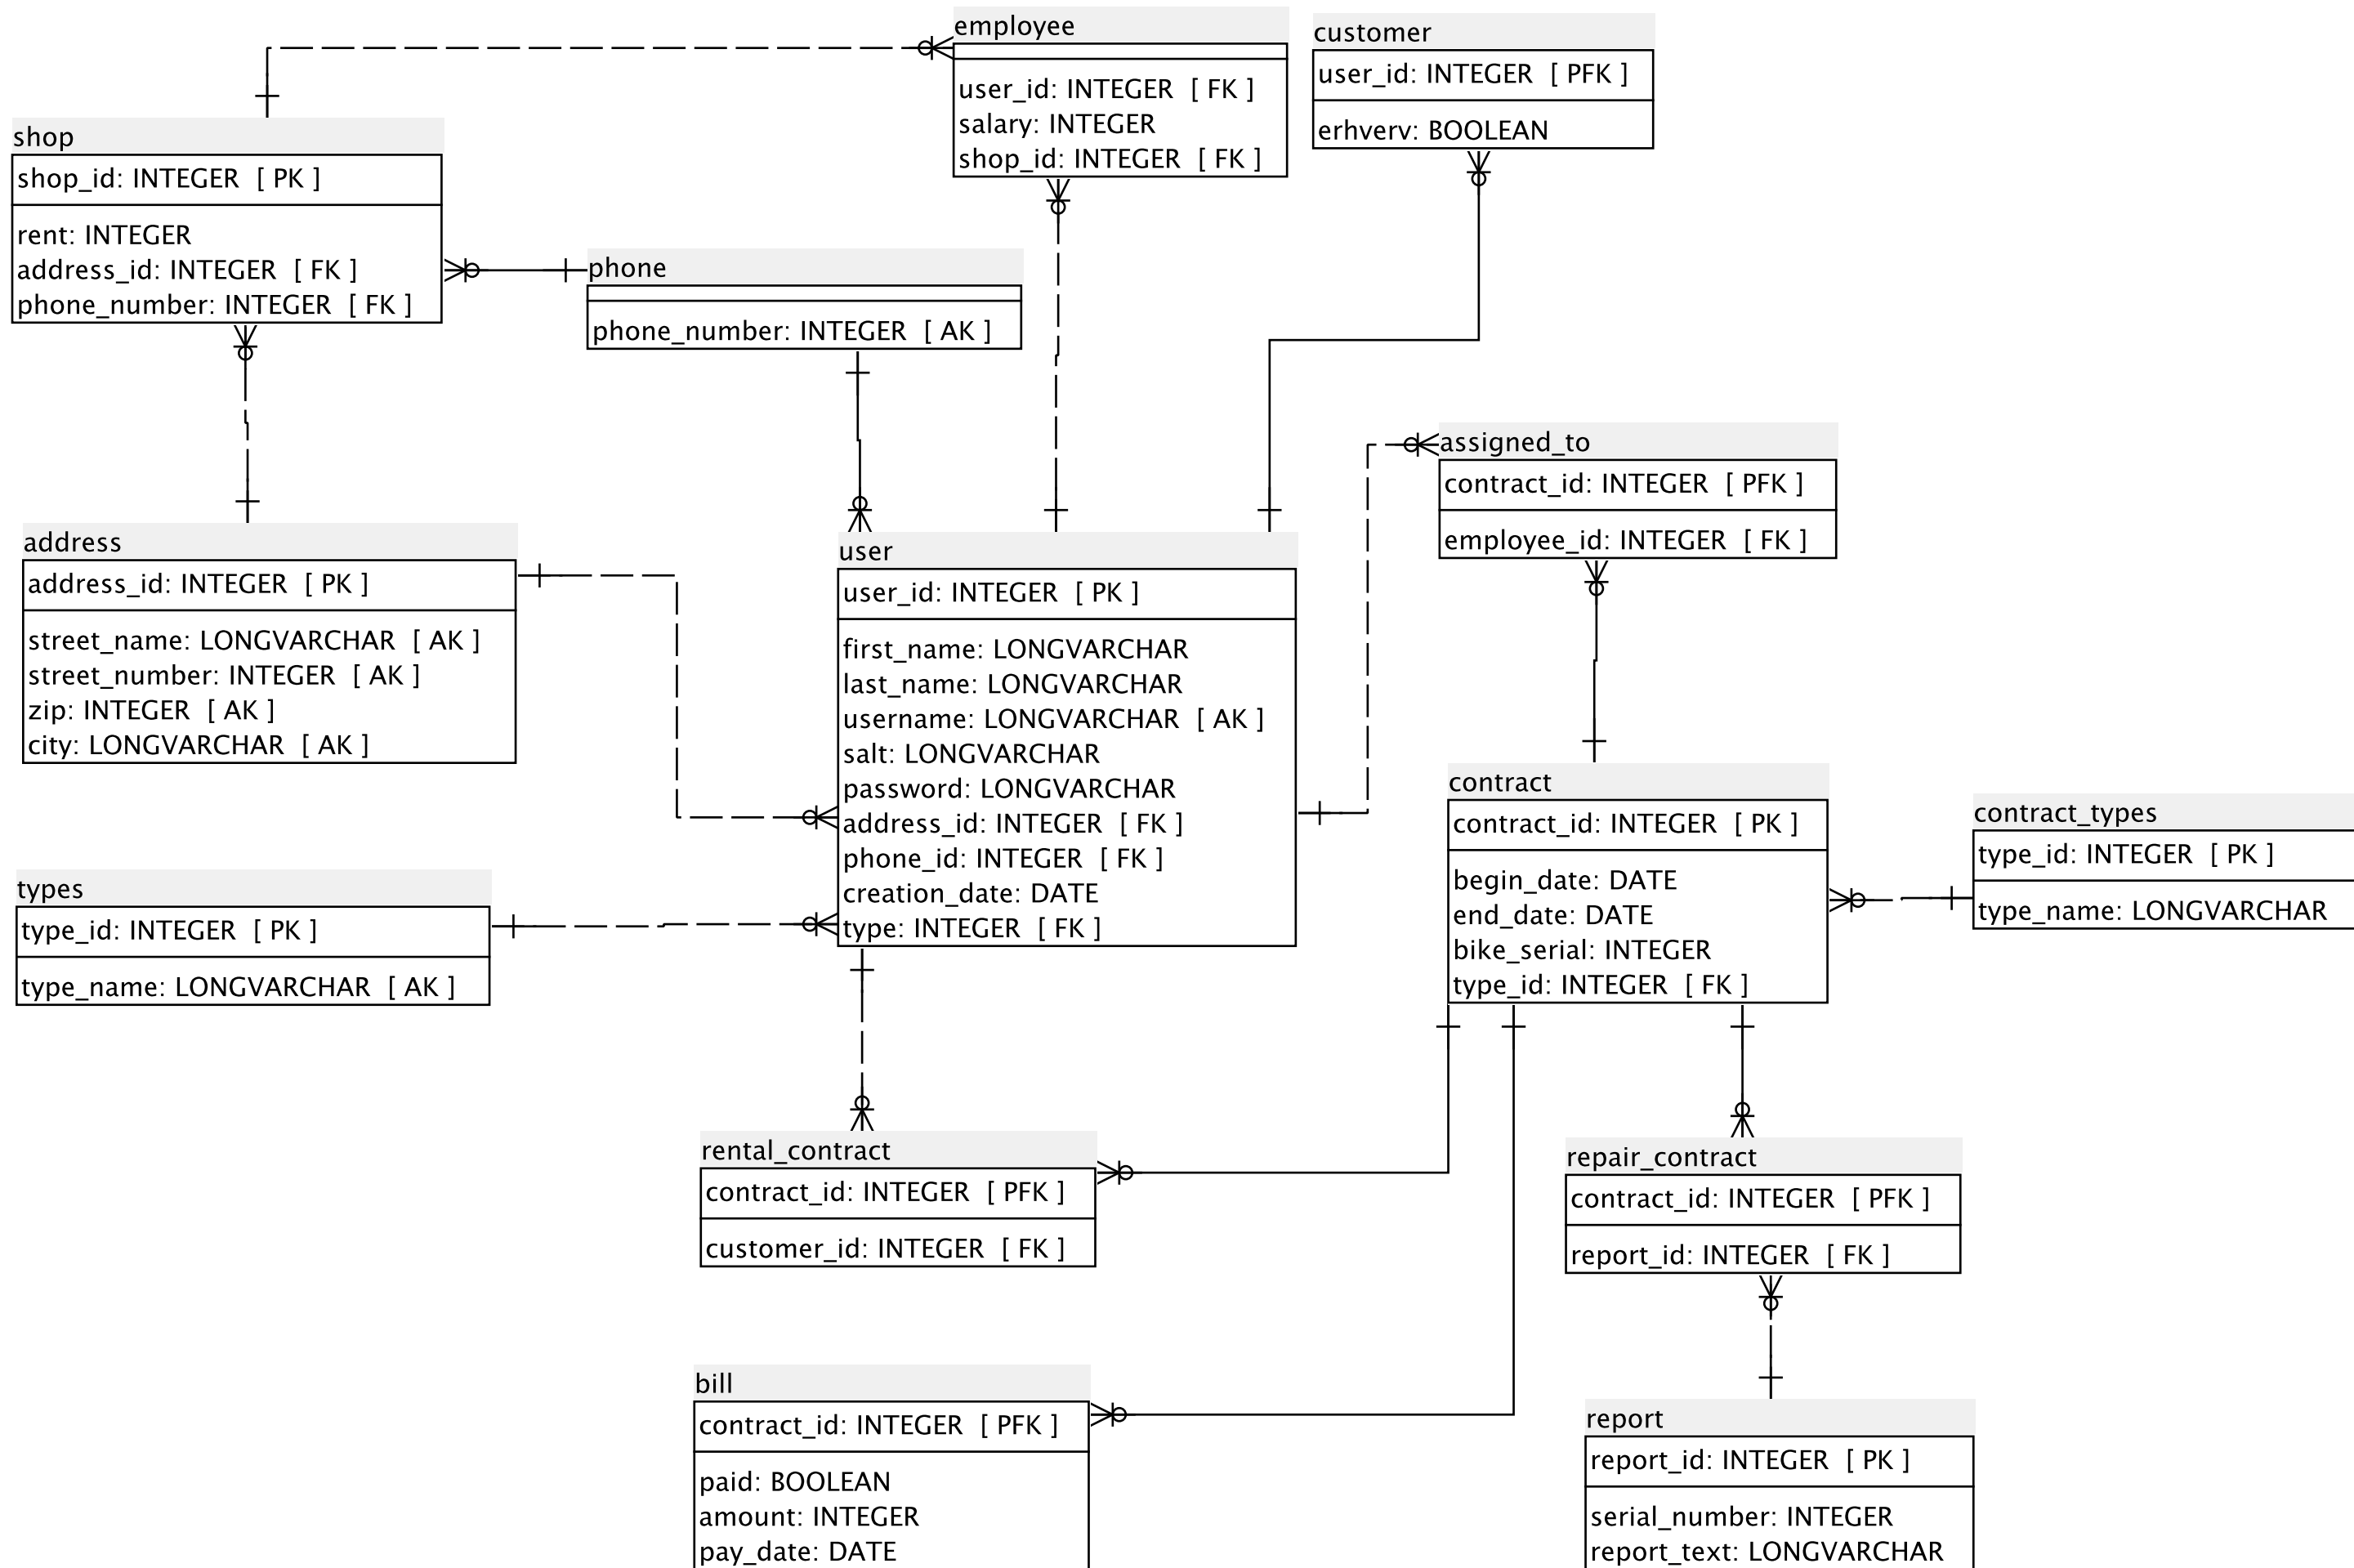 employee
user_id: INTEGER [ FK ]
salary: INTEGER
shop_id: INTEGER [ FK ]
customer
user_id: INTEGER [ PFK ]
erhverv: BOOLEAN
shop
shop_id: INTEGER [ PK ]
rent: INTEGER
address_id: INTEGER [ FK ]
phone_number: INTEGER [ FK ]
phone
phone_number: INTEGER [ AK ]
assigned_to
contract_id: INTEGER [ PFK ]
employee_id: INTEGER [ FK ]
address
address_id: INTEGER [ PK ]
street_name: LONGVARCHAR [ AK ]
street_number: INTEGER [ AK ]
zip: INTEGER [ AK ]
city: LONGVARCHAR [ AK ]
user
user_id: INTEGER [ PK ]
first_name: LONGVARCHAR
last_name: LONGVARCHAR
username: LONGVARCHAR [ AK ]
salt: LONGVARCHAR
password: LONGVARCHAR
address_id: INTEGER [ FK ]
phone_id: INTEGER [ FK ]
creation_date: DATE
type: INTEGER [ FK ]
contract
contract_id: INTEGER [ PK ]
begin_date: DATE
end_date: DATE
bike_serial: INTEGER
type_id: INTEGER [ FK ]
contract_types
type_id: INTEGER [ PK ]
type_name: LONGVARCHAR
types
type_id: INTEGER [ PK ]
type_name: LONGVARCHAR [ AK ]
rental_contract
contract_id: INTEGER [ PFK ]
customer_id: INTEGER [ FK ]
repair_contract
contract_id: INTEGER [ PFK ]
report_id: INTEGER [ FK ]
bill
contract_id: INTEGER [ PFK ]
paid: BOOLEAN
amount: INTEGER
pay_date: DATE
report
report_id: INTEGER [ PK ]
serial_number: INTEGER
report_text: LONGVARCHAR